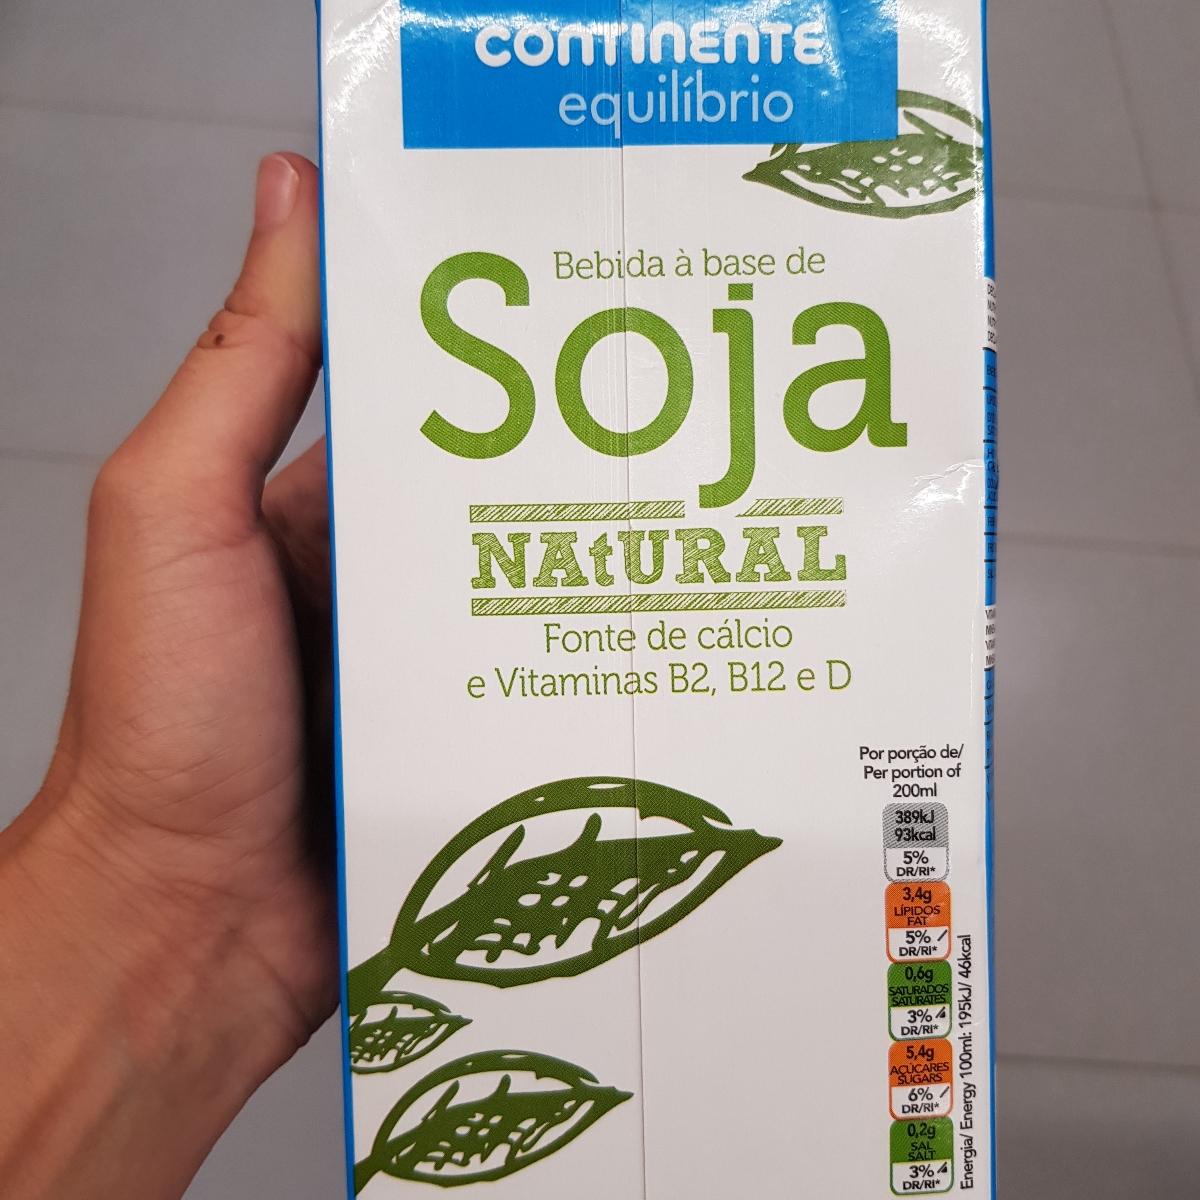 CONTINENTE
equilíbrio
Bebida à base de
Soja
NAtURAL
Fonte de cálcio
e Vitaminas B2, B12 e D
Por porção de/
Per portion of
200ml
389kJ
93kcal
5%
DR/RI*
3,4g
LÍPIDOS
FAT
5%
DR/RI*
0,6g
SATURADOS
SATURATES
3%
DR/RI*
5,4g
AÇÚCARES
SUGARS
6%
DR/RI*
0,2g
SAL
SALT
3%
DR/RI*
Energia/ Energy 100ml: 195kJ/ 46kcal